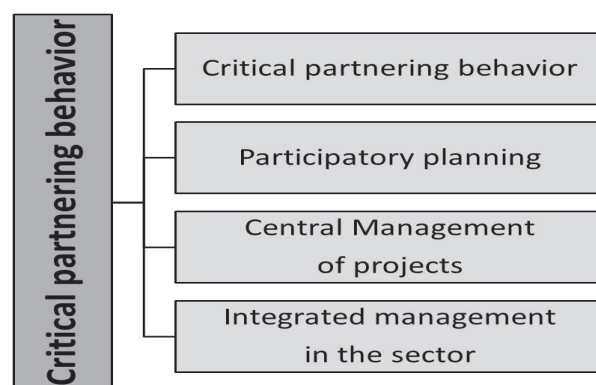 Critical partnering behavior
Critical partnering behavior
Participatory planning
Central Management
of projects
Integrated management
in the sector